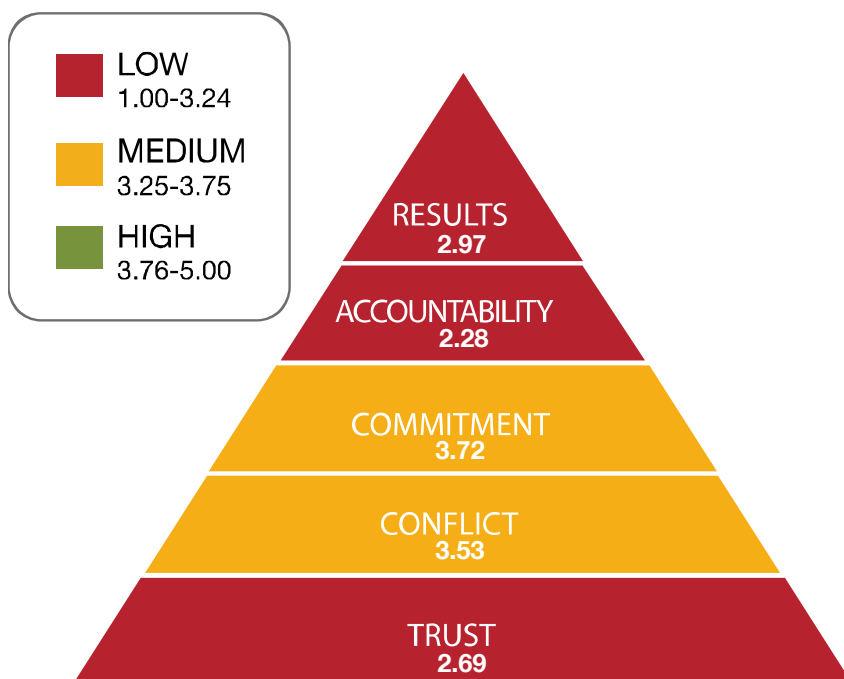 LOW
1.00-3.24
MEDIUM
3.25-3.75
HIGH
3.76-5.00
RESULTS
2.97
ACCOUNTABILITY
2.28
COMMITMENT
3.72
CONFLICT
3.53
TRUST
2.69